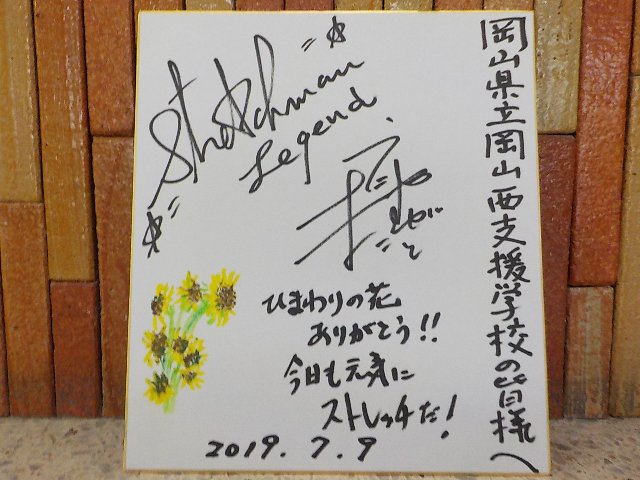 岡山県立岡山西支援学校の皆様へ
Stretchman
Legend
ひまわりの花
ありがとう!!
今日も元気に
ストレッチだ!
2019.7.9